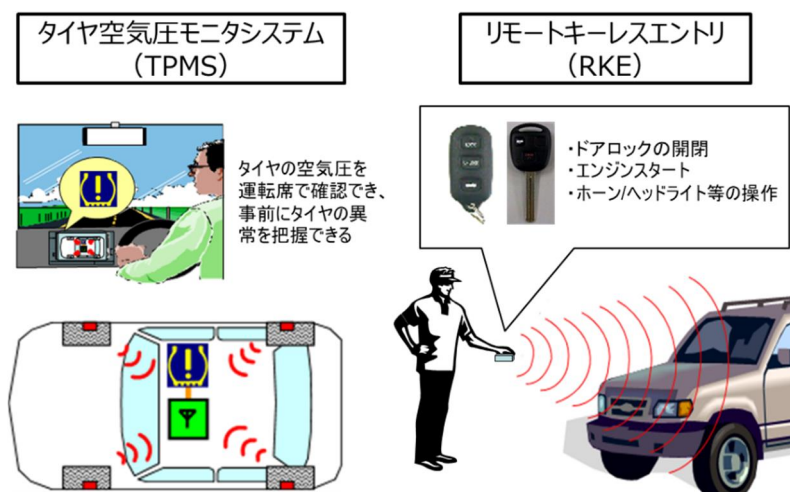 タイヤ空気圧モニタシステム
（TPMS）
リモートキーレスエントリ
（RKE）
タイヤの空気圧を
運転席で確認でき、
事前にタイヤの異
常を把握できる
・ドアロックの開閉
・エンジンスタート
・ホーン/ヘッドライト等の操作